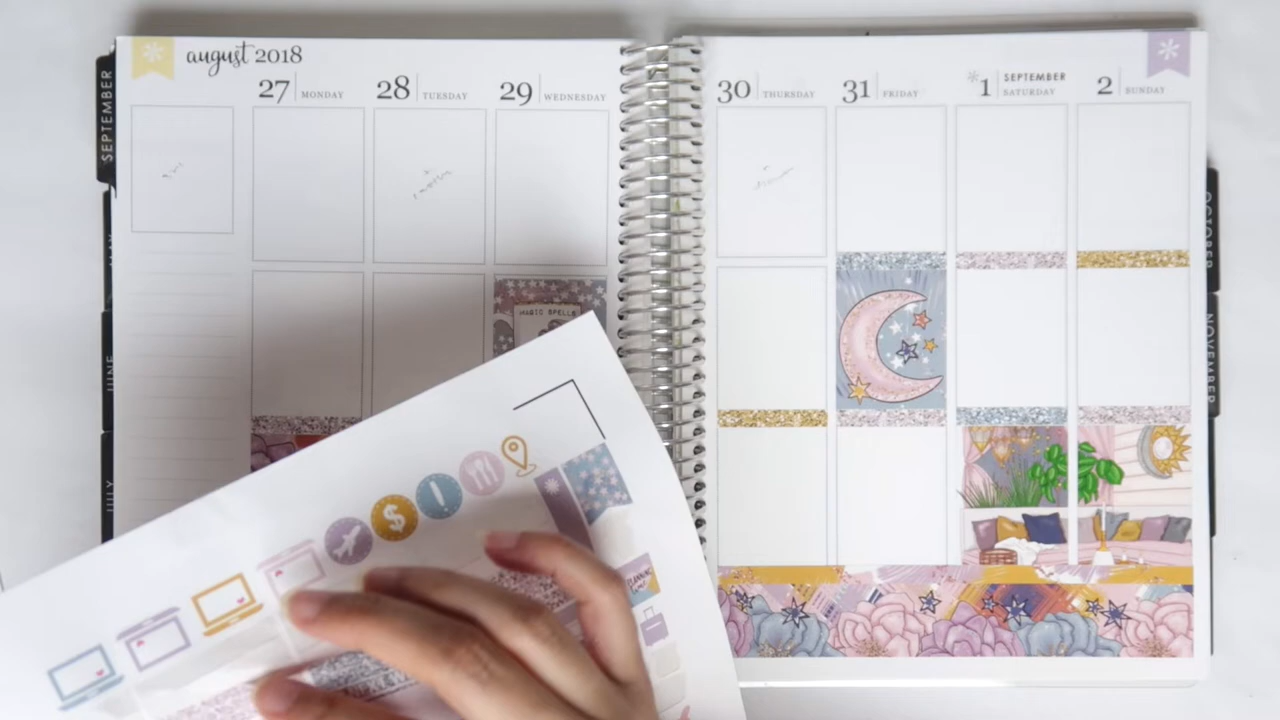 august 2018
27 MONDAY
28 TUESDAY
29 WEDNESDAY
30 THURSDAY
31 FRIDAY
1 SEPTEMBER SATURDAY
2 SUNDAY
SEPTEMBER
MAY
JUNE
JULY
OCTOBER
NOVEMBER
MAGIC SPELLS
$
!